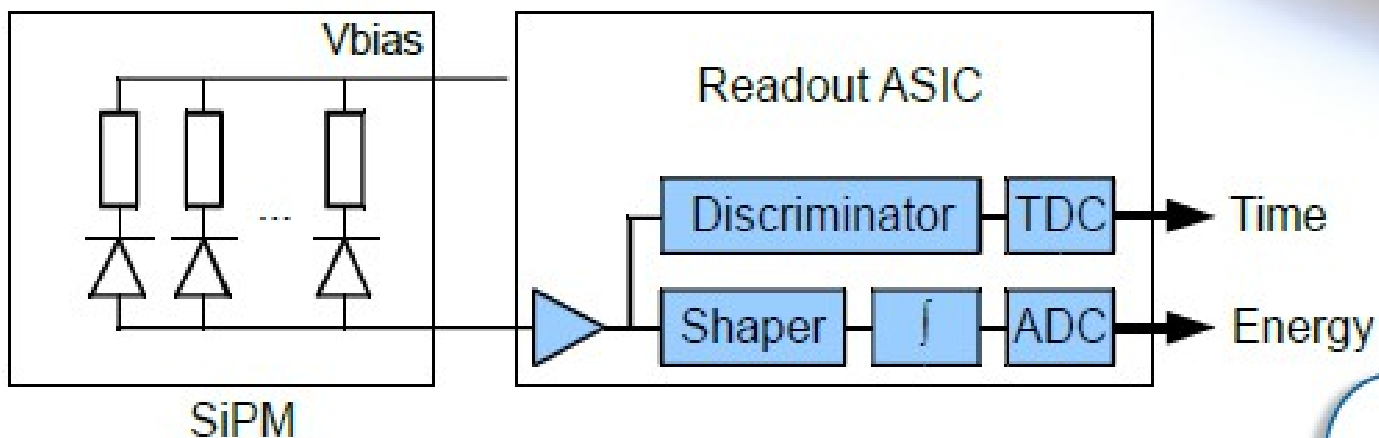 Vbias
Readout ASIC
...
Discriminator
TDC
Time
Shaper
∫
ADC
Energy
SiPM